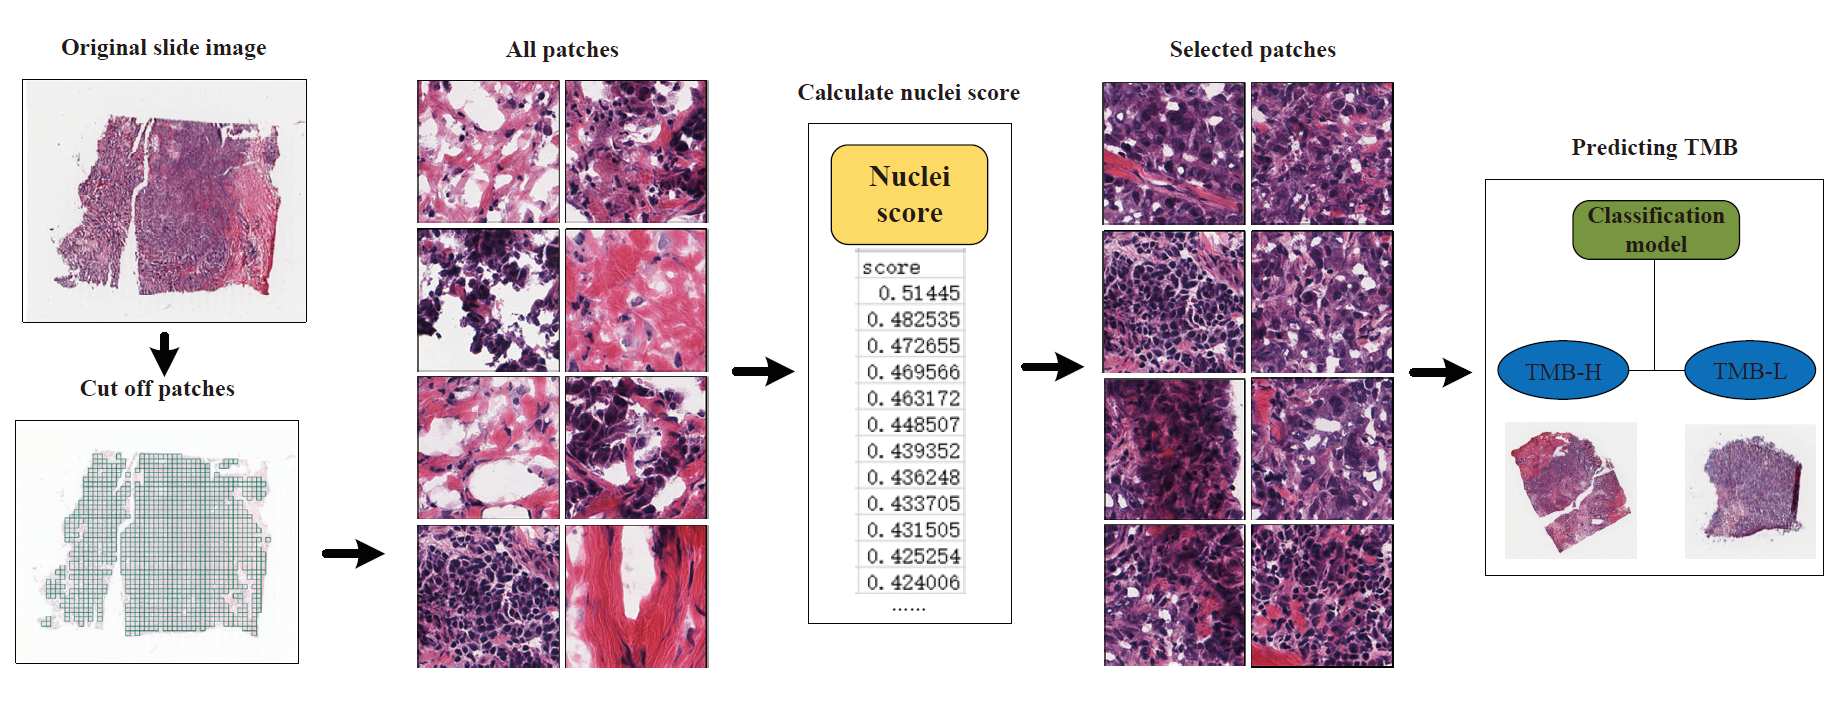 Original slide image
Cut off patches
All patches
Calculate nuclei score
Nuclei
score
score
0.51445
0.482535
0.472655
0.469566
0.463172
0.448507
0.439352
0.436248
0.433705
0.431505
0.425254
0.424006
......
Selected patches
Predicting TMB
Classification
model
TMB-H
TMB-L